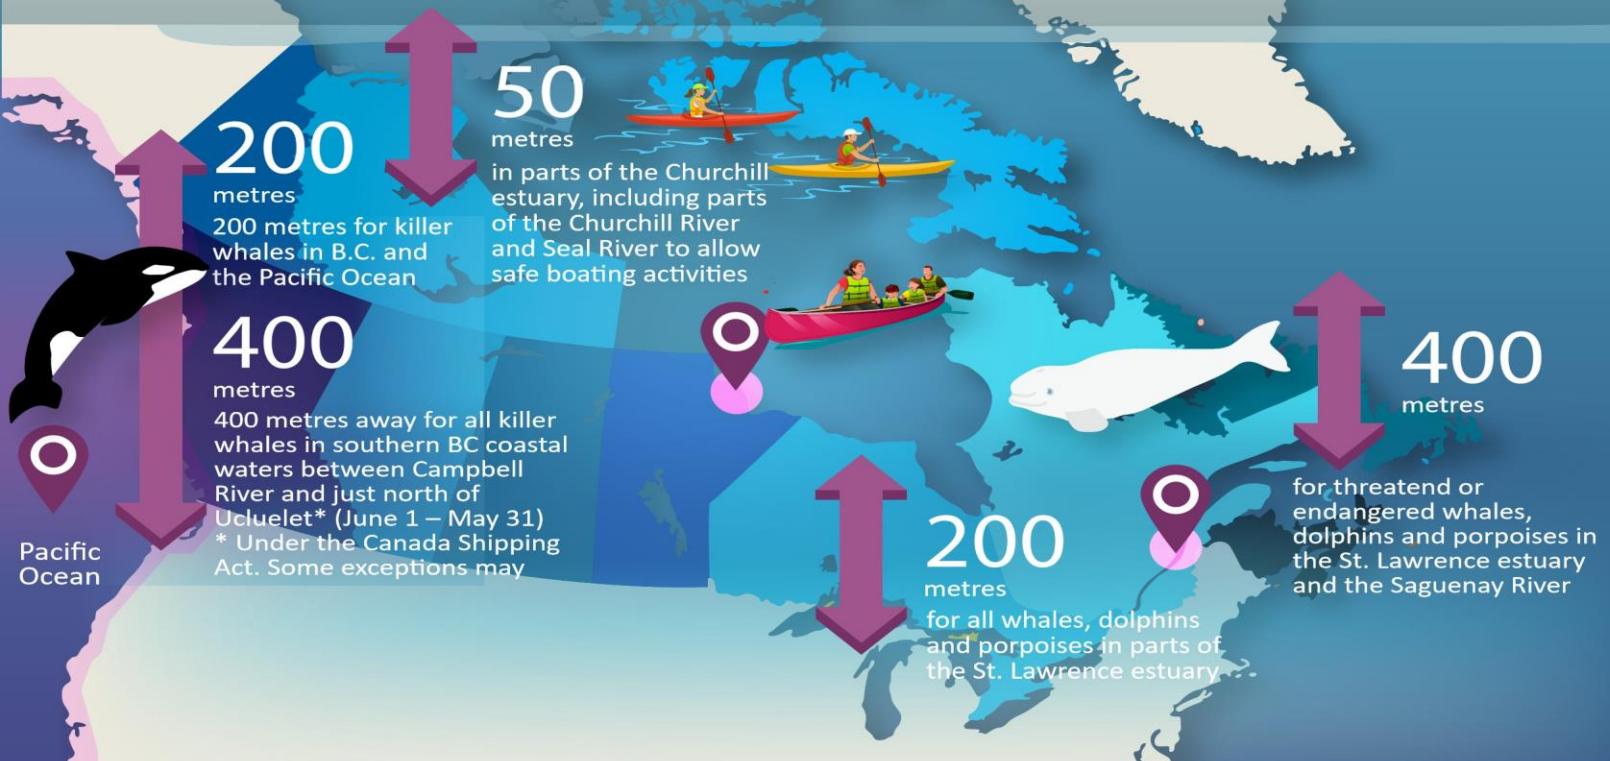 50
metres
in parts of the Churchill
estuary, including parts
of the Churchill River
and Seal River to allow
safe boating activities
200
metres
200 metres for killer
whales in B.C. and
the Pacific Ocean
400
metres
400 metres away for all killer
whales in southern BC coastal
waters between Campbell
River and just north of
Ucluelet* (June 1 – May 31)
* Under the Canada Shipping
Act. Some exceptions may
Pacific
Ocean
200
metres
for all whales, dolphins
and porpoises in parts of
the St. Lawrence estuary
400
metres
for threatend or
endangered whales,
dolphins and porpoises in
the St. Lawrence estuary
and the Saguenay River